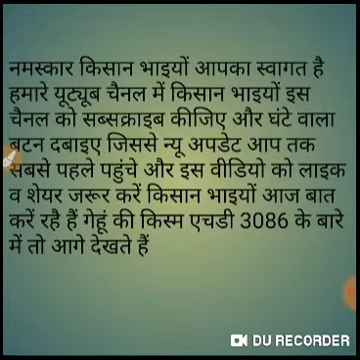 नमस्कार किसान भाइयों आपका स्वागत है
हमारे यूट्यूब चैनल में किसान भाइयों इस
चैनल को सब्सक्राइब कीजिए और घंटे वाला
बटन दबाइए जिससे न्यू अपडेट आप तक
सबसे पहले पहुंचे और इस वीडियो को लाइक
व शेयर जरूर करें किसान भाइयों आज बात
करें रहै हैं गेहूं की किस्म एचडी 3086 के बारे
में तो आगे देखते हैं
DU RECORDER